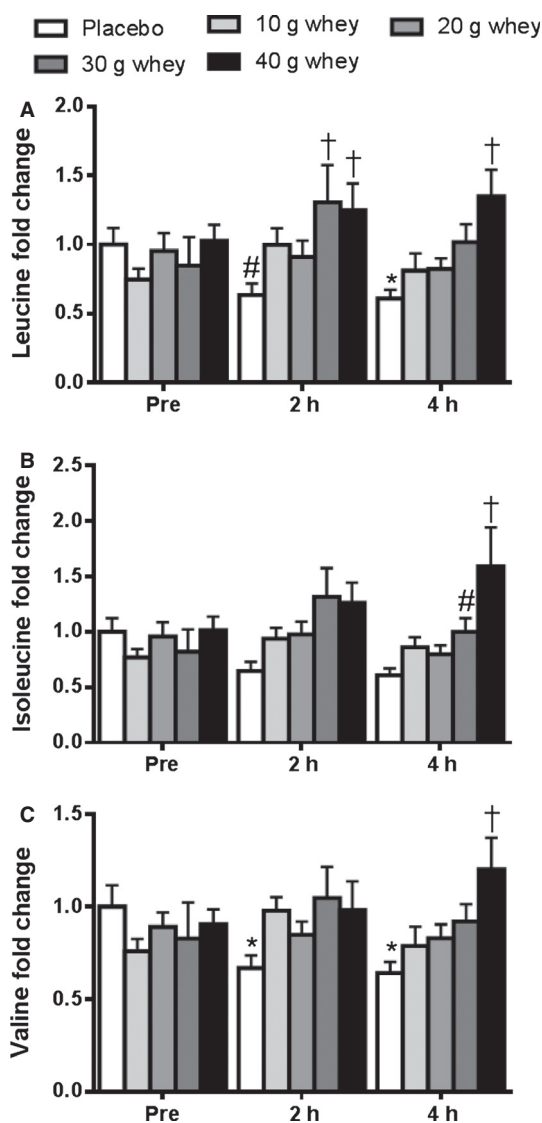 Placebo 10 g whey 20 g whey
30 g whey 40 g whey
A
Leucine fold change
2.0
1.5
1.0
0.5
0.0
† † †
# *
Pre 2 h 4 h
B
Isoleucine fold change
2.5
2.0
1.5
1.0
0.5
0.0
†
#
Pre 2 h 4 h
C
Valine fold change
1.5
1.0
0.5
0.0
†
* *
Pre 2 h 4 h